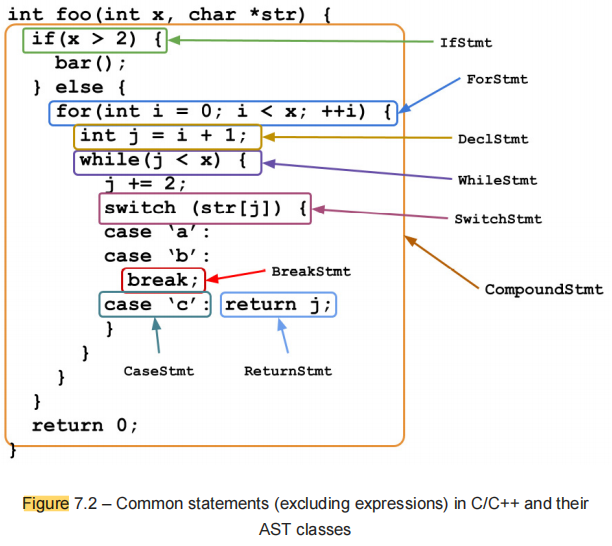 int foo(int x, char *str) {
if(x > 2) {
IfStmt
bar();
} else {
ForStmt
for(int i = 0; i < x; ++i) {
int j = i + 1;
DeclStmt
while(j < x) {
WhileStmt
j += 2;
switch (str[j]) {
SwitchStmt
case ‘a’:
case ‘b’:
BreakStmt
break;
CompoundStmt
case ‘c’: return j;
}
}
CaseStmt
ReturnStmt
}
}
return 0;
}
Figure 7.2 – Common statements (excluding expressions) in C/C++ and their
AST classes